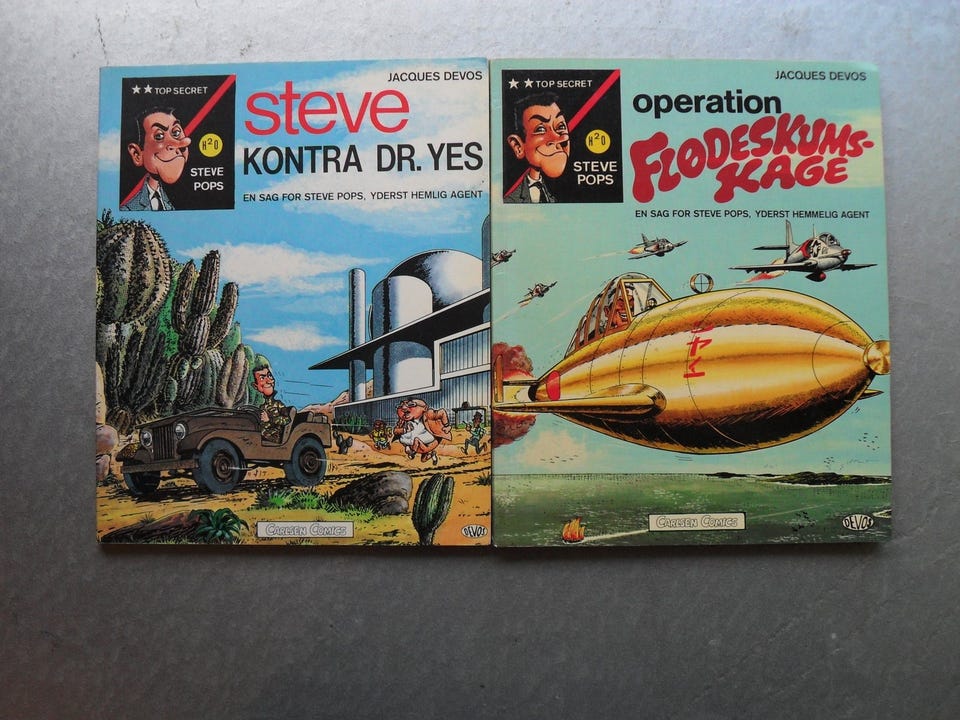 JACQUES DEVOS
★★ TOP SECRET
H²O
STEVE
POPS
steve
KONTRA DR. YES
EN SAG FOR STEVE POPS, YDERST HEMLIG AGENT
CARLSEN COMICS
DEVOS
JACQUES DEVOS
★ ★ TOP SECRET
H²O
STEVE
POPS
operation
FLØDESKUMS-
KAGE
EN SAG FOR STEVE POPS, YDERST HEMMELIG AGENT
CARLSEN COMICS
DEVOS